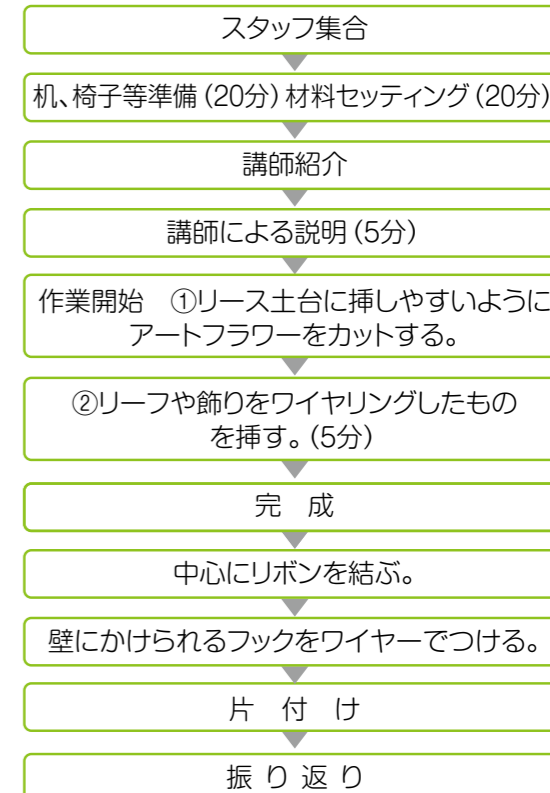 スタッフ集合
机、椅子等準備（20分）材料セッティング（20分）
講師紹介
講師による説明（5分）
作業開始　①リース土台に挿しやすいように
アートフラワーをカットする。
②リーフや飾りをワイヤリングしたもの
を挿す。（5分）
完　成
中心にリボンを結ぶ。
壁にかけられるフックをワイヤーでつける。
片　付　け
振 り 返 り